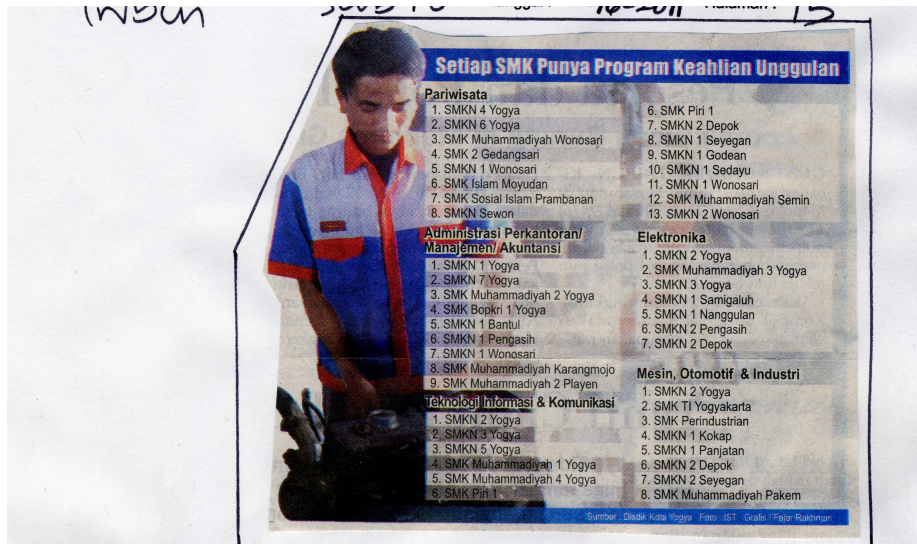 16-2011
15
Setiap SMK Punya Program Keahlian Unggulan
Pariwisata
1. SMKN 4 Yogya
2. SMKN 6 Yogya
3. SMK Muhammadiyah Wonosari
4. SMK 2 Gedangsari
5. SMKN 1 Wonosari
6. SMK Islam Moyudan
7. SMK Sosial Islam Prambanan
8. SMKN Sewon
Administrasi Perkantoran/
Manajemen/ Akuntansi
1. SMKN 1 Yogya
2. SMKN 7 Yogya
3. SMK Muhammadiyah 2 Yogya
4. SMK Bopkri 1 Yogya
5. SMKN 1 Bantul
6. SMKN 1 Pengasih
7. SMKN 1 Wonosari
8. SMK Muhammadiyah Karangmojo
9. SMK Muhammadiyah 2 Playen
Teknologi Informasi & Komunikasi
1. SMKN 2 Yogya
2. SMKN 3 Yogya
3. SMKN 5 Yogya
4. SMK Muhammadiyah 1 Yogya
5. SMK Muhammadiyah 4 Yogya
6. SMK Piri 1
6. SMK Piri 1
7. SMKN 2 Depok
8. SMKN 1 Seyegan
9. SMKN 1 Godean
10. SMKN 1 Sedayu
11. SMKN 1 Wonosari
12. SMK Muhammadiyah Semin
13. SMKN 2 Wonosari
Elektronika
1. SMKN 2 Yogya
2. SMK Muhammadiyah 3 Yogya
3. SMKN 3 Yogya
4. SMKN 1 Samigaluh
5. SMKN 1 Nanggulan
6. SMKN 2 Pengasih
7. SMKN 2 Depok
Mesin, Otomotif & Industri
1. SMKN 2 Yogya
2. SMK TI Yogyakarta
3. SMK Perindustrian
4. SMKN 1 Kokap
5. SMKN 1 Panjatan
6. SMKN 2 Depok
7. SMKN 2 Seyegan
8. SMK Muhammadiyah Pakem
Sumber : Disdik Kota Yogya Foto : IST Grafis / Fajar Rakhman